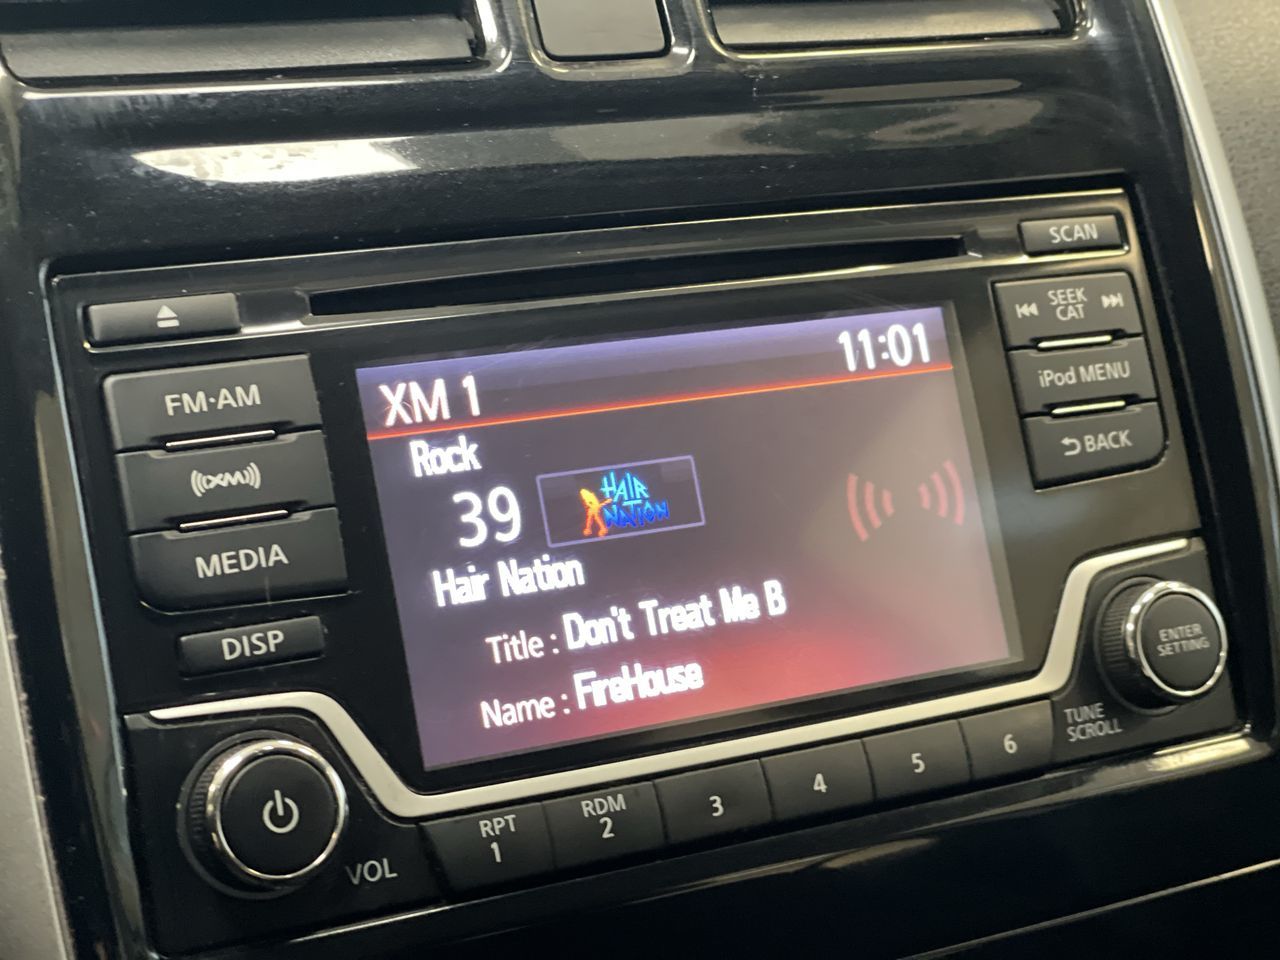 SCAN
SEEK
CAT
iPod MENU
BACK
FM·AM
((XM))
MEDIA
DISP
XM 1
11:01
Rock
39
HAIR
NATION
Hair Nation
Title : Don't Treat Me B
Name : FireHouse
ENTER
SETTING
TUNE
SCROLL
VOL
RPT
1
RDM
2
3
4
5
6